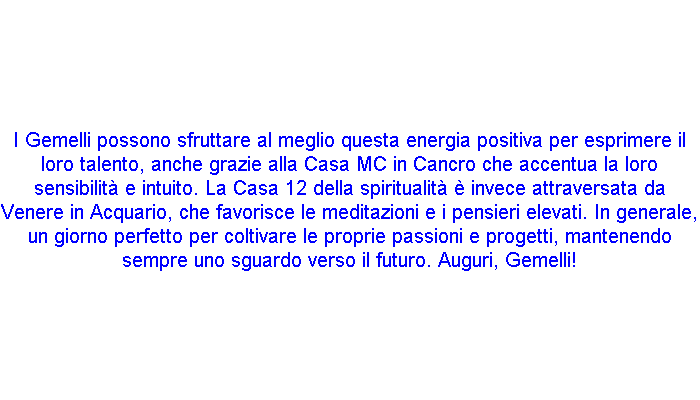 I Gemelli possono sfruttare al meglio questa energia positiva per esprimere il
loro talento, anche grazie alla Casa MC in Cancro che accentua la loro
sensibilità e intuito. La Casa 12 della spiritualità è invece attraversata da
Venere in Acquario, che favorisce le meditazioni e i pensieri elevati. In generale,
un giorno perfetto per coltivare le proprie passioni e progetti, mantenendo
sempre uno sguardo verso il futuro. Auguri, Gemelli!